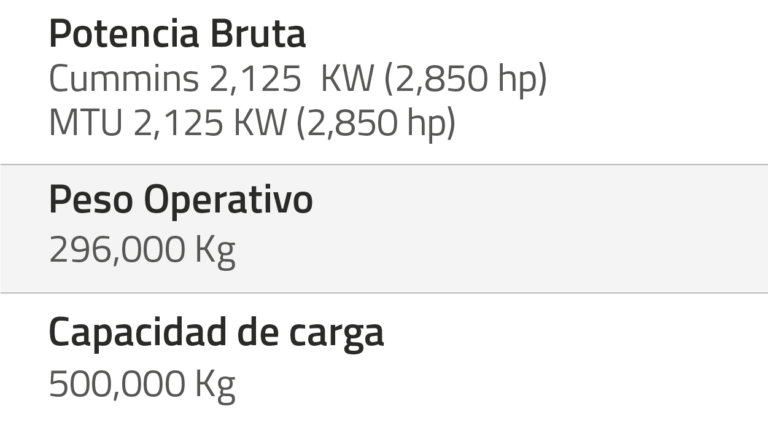 Potencia Bruta
Cummins 2,125  KW (2,850 hp)
MTU 2,125 KW (2,850 hp)
Peso Operativo
296,000 Kg
Capacidad de carga
500,000 Kg